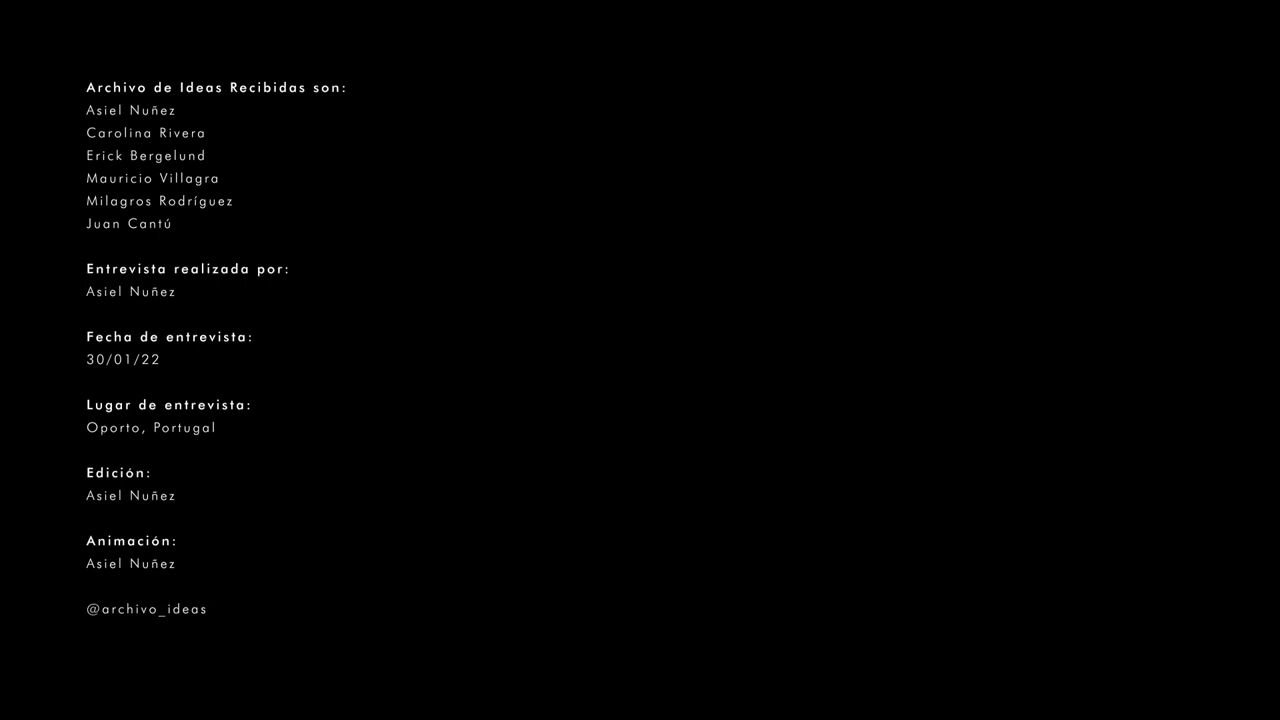 Archivo de Ideas Recibidas son:
Asiel Nuñez
Carolina Rivera
Erick Bergelund
Mauricio Villagra
Milagros Rodríguez
Juan Cantú
Entrevista realizada por:
Asiel Nuñez
Fecha de entrevista:
30/01/22
Lugar de entrevista:
Oporto, Portugal
Edición:
Asiel Nuñez
Animación:
Asiel Nuñez
@archivo_ideas